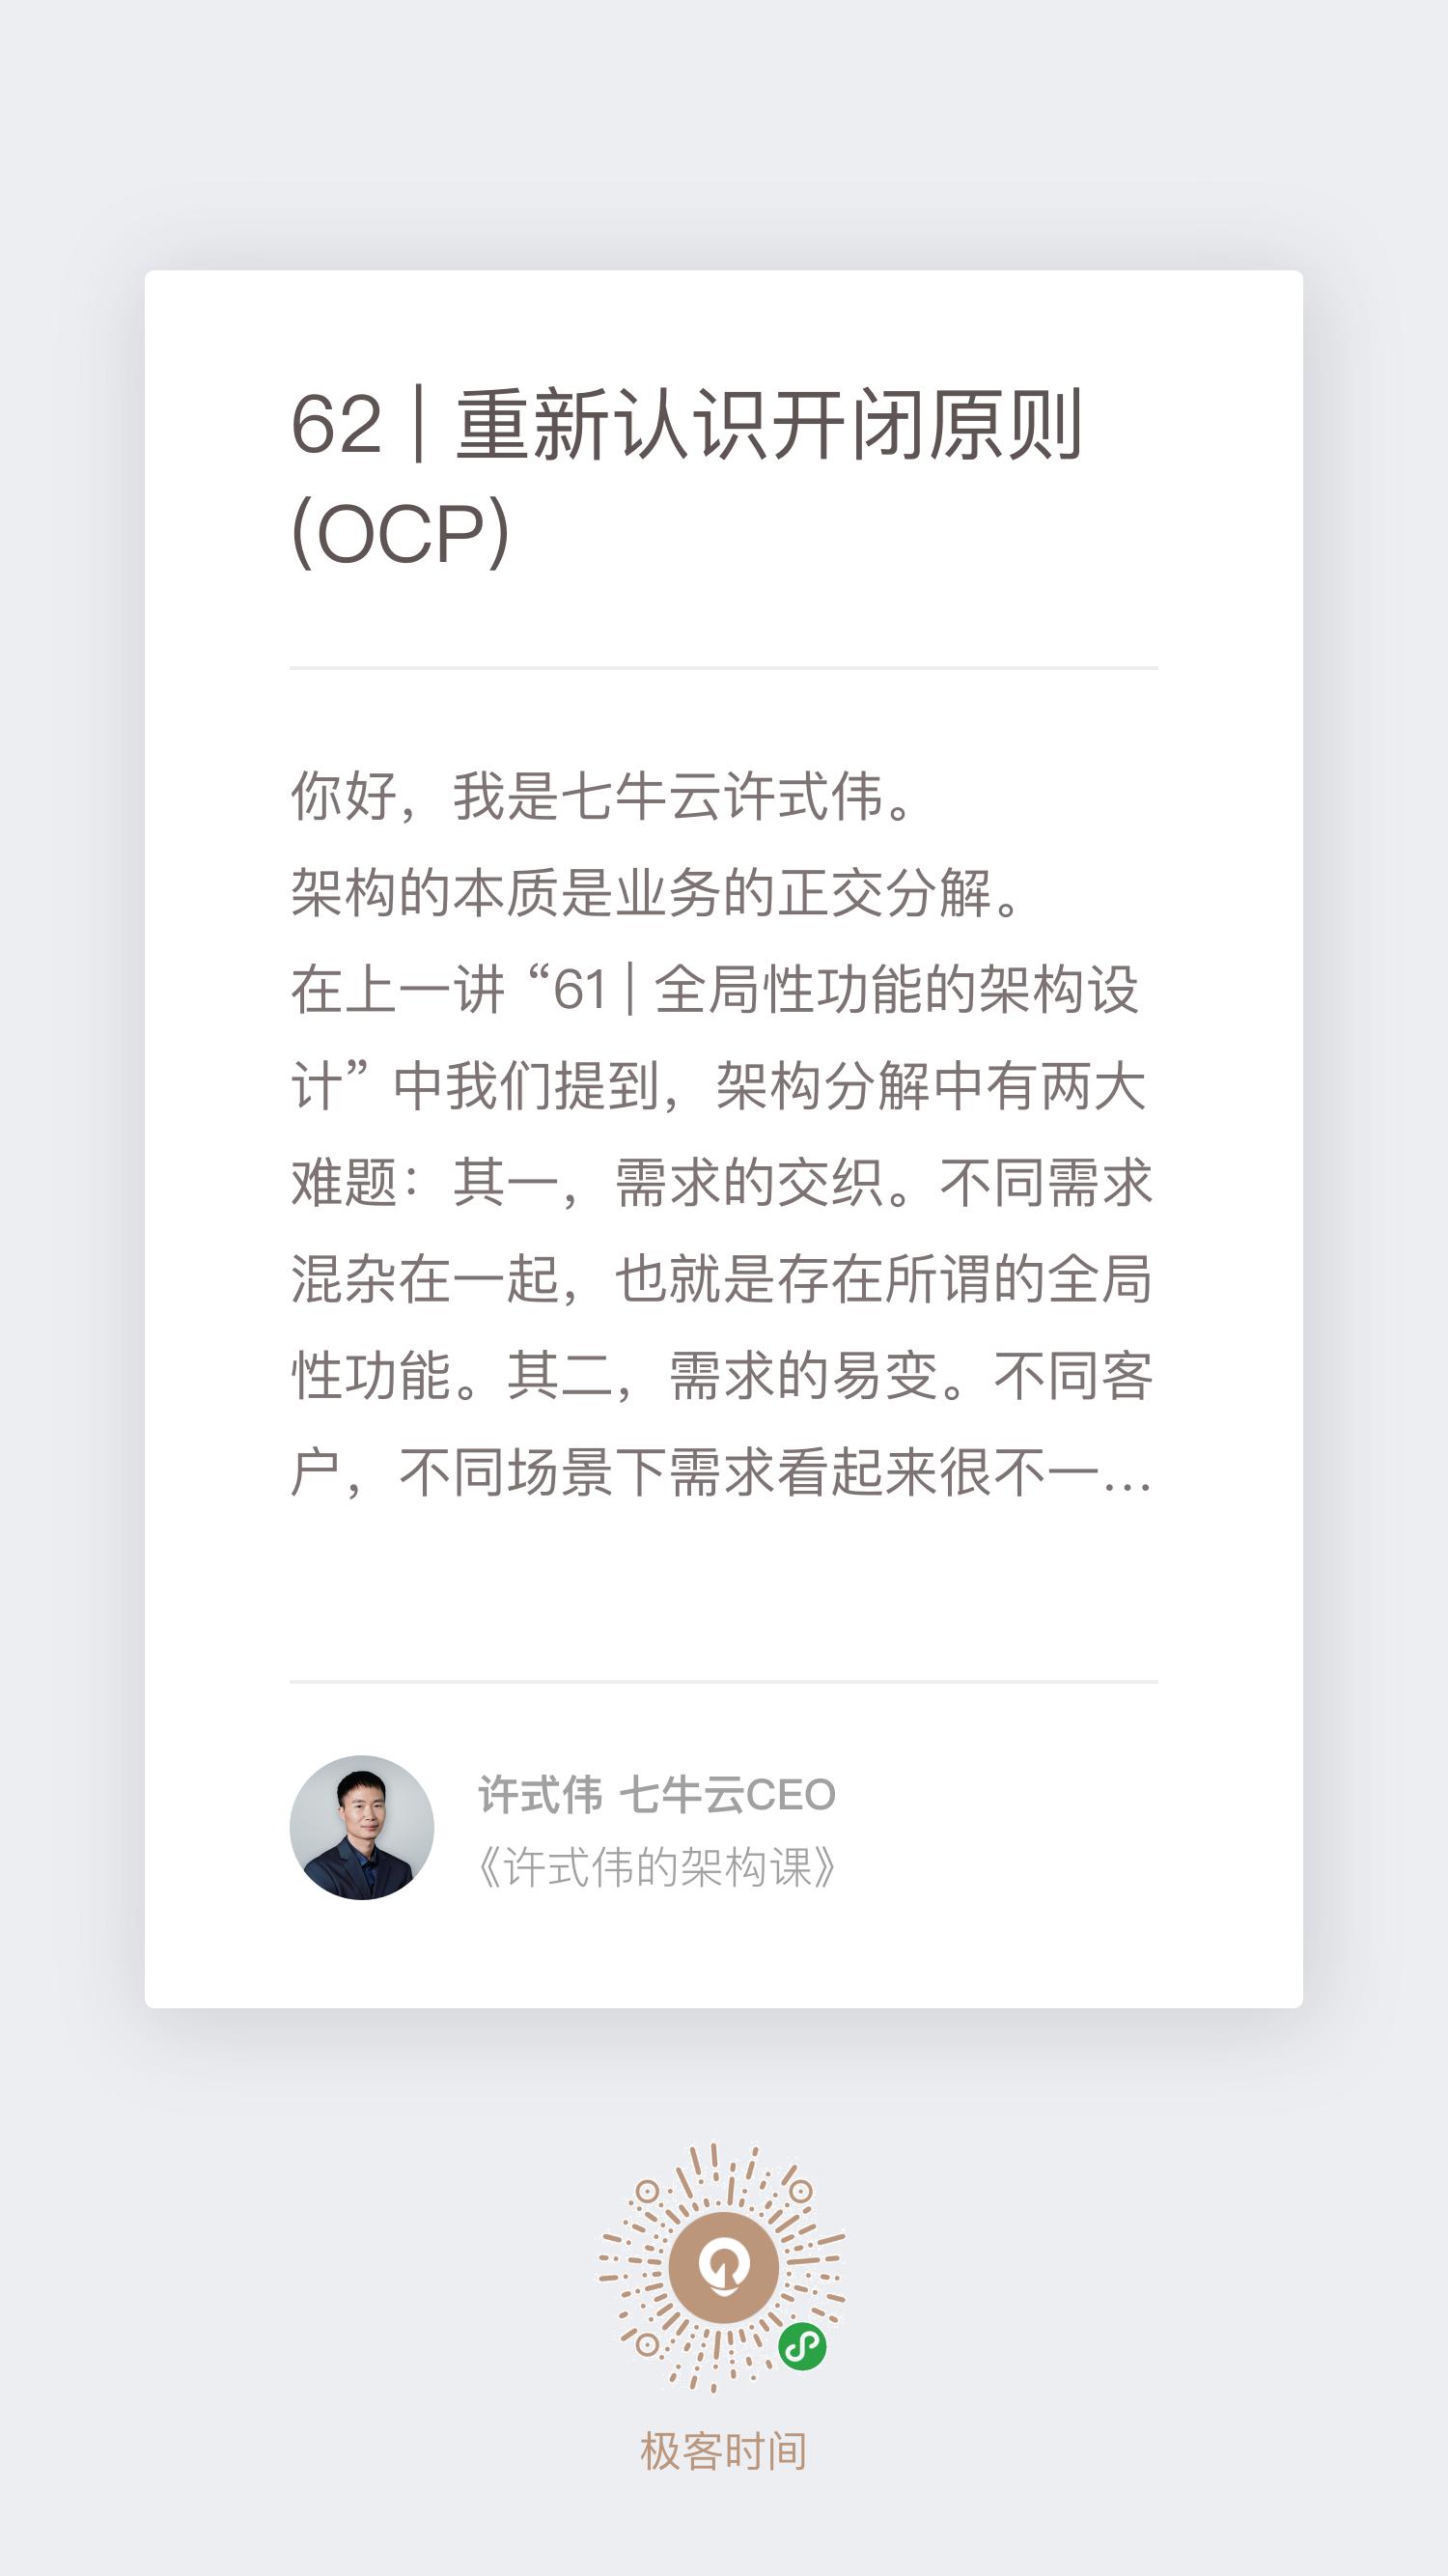 62 | 重新认识开闭原则
(OCP)
你好，我是七牛云许式伟。
架构的本质是业务的正交分解。
在上一讲 “61 | 全局性功能的架构设
计” 中我们提到，架构分解中有两大
难题：其一，需求的交织。不同需求
混杂在一起，也就是存在所谓的全局
性功能。其二，需求的易变。不同客
户，不同场景下需求看起来很不一...
许式伟 七牛云CEO
《许式伟的架构课》
极客时间